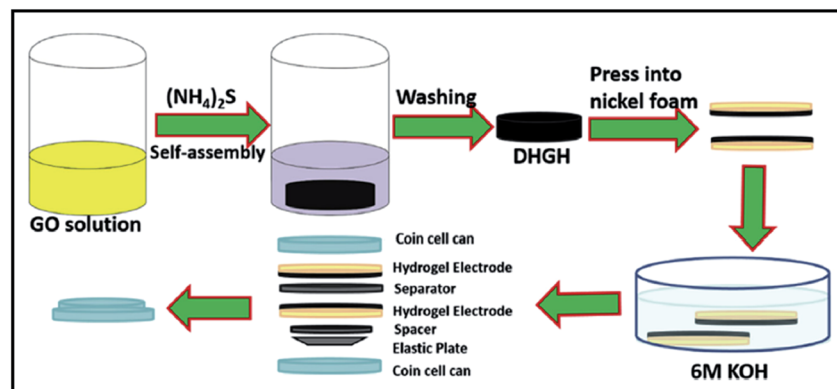 (NH4)2S
Self-assembly
GO solution
Washing
DHGH
Press into
nickel foam
6M KOH
Coin cell can
Hydrogel Electrode
Separator
Hydrogel Electrode
Spacer
Elastic Plate
Coin cell can